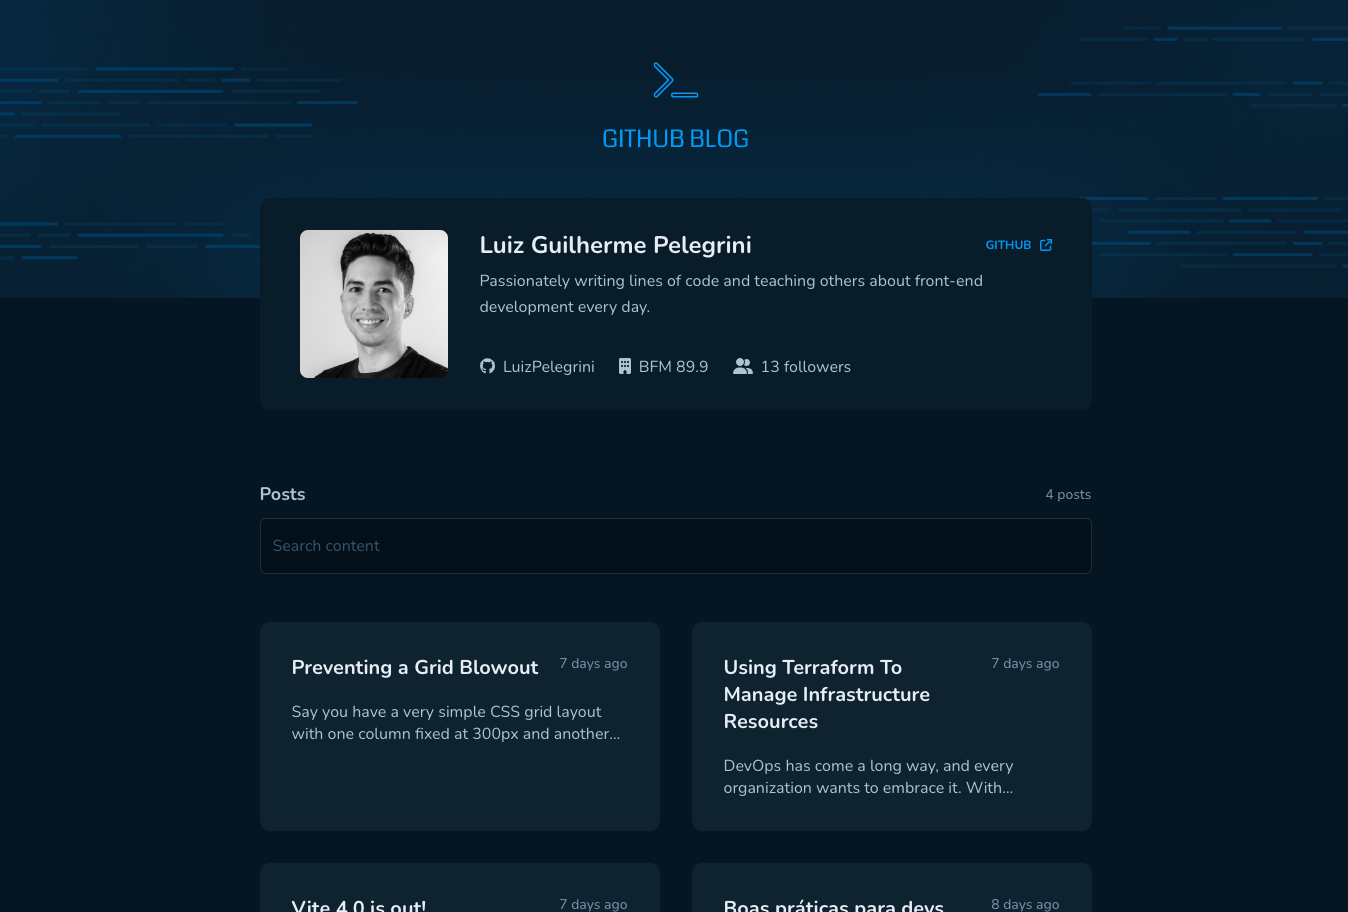 GITHUB BLOG
Luiz Guilherme Pelegrini
GITHUB
Passionately writing lines of code and teaching others about front-end
development every day.
LuizPelegrini
BFM 89.9
13 followers
Posts
4 posts
Search content
Preventing a Grid Blowout
7 days ago
Say you have a very simple CSS grid layout
with one column fixed at 300px and another...
Using Terraform To
Manage Infrastructure
Resources
7 days ago
DevOps has come a long way, and every
organization wants to embrace it. With...
Vite 4.0 is out!
7 days ago
Boas práticas para devs
8 days ago